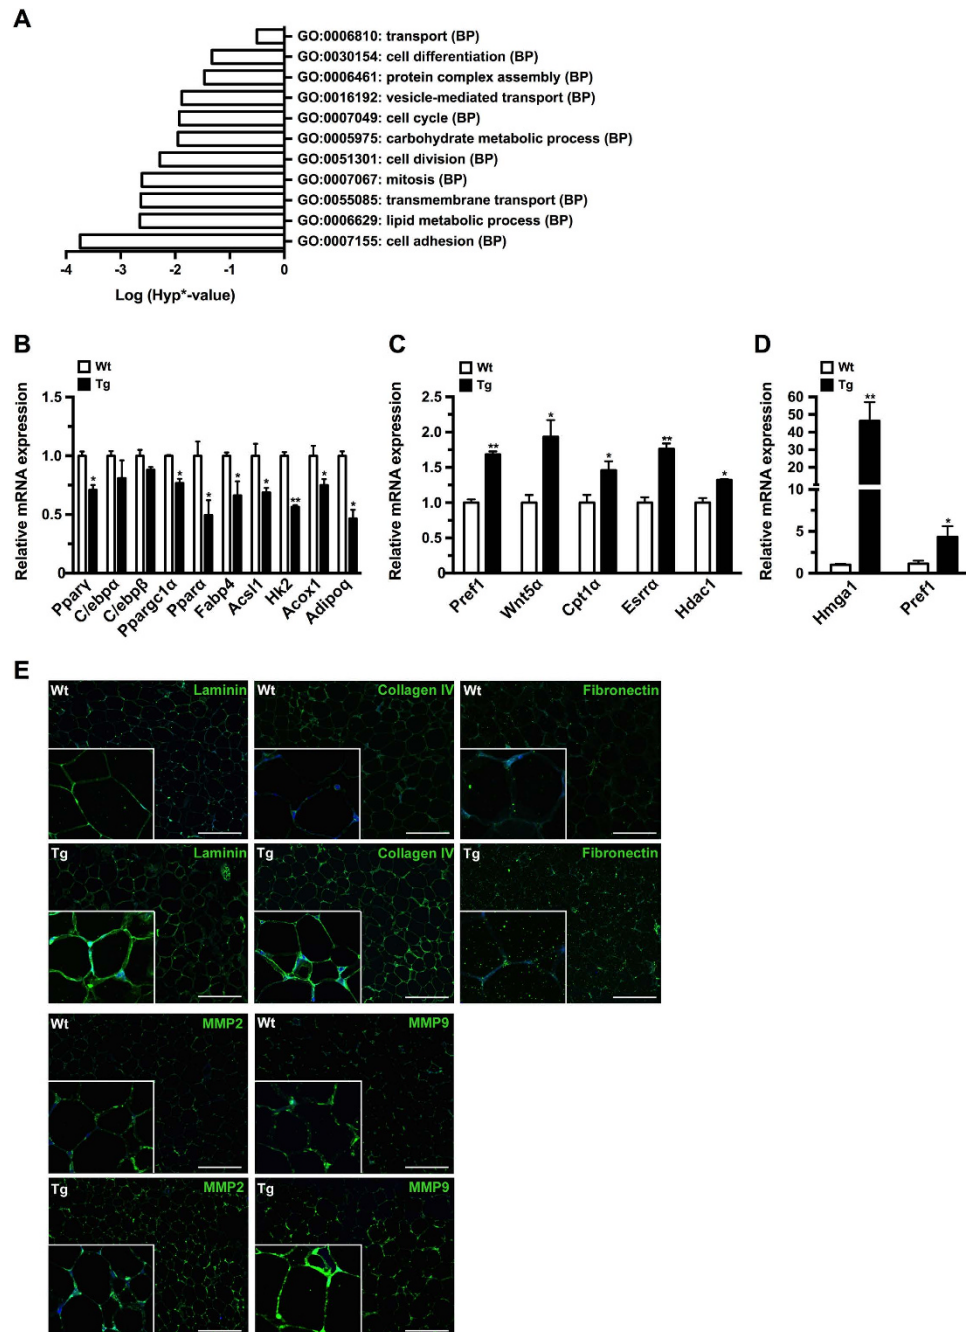 A
GO:0006810: transport (BP)
GO:0030154: cell differentiation (BP)
GO:0006461: protein complex assembly (BP)
GO:0016192: vesicle-mediated transport (BP)
GO:0007049: cell cycle (BP)
GO:0005975: carbohydrate metabolic process (BP)
GO:0051301: cell division (BP)
GO:0007067: mitosis (BP)
GO:0055085: transmembrane transport (BP)
GO:0006629: lipid metabolic process (BP)
GO:0007155: cell adhesion (BP)
-4 -3 -2 -1 0
Log (Hyp*-value)
B
Wt
Tg
Relative mRNA expression
1.5
1.0
0.5
0
* * * * * ** * *
Pparγ C/ebpα C/ebpβ Ppargc1α Pparα Fabp4 Acsl1 Hk2 Acox1 Adipoq
C
Wt
Tg
Relative mRNA expression
2.5
2.0
1.5
1.0
0.5
0
** * * ** *
Pref1 Wnt5α Cpt1α Esrrα Hdac1
D
Wt
Tg
Relative mRNA expression
60
50
40
30
20
10
5
0
** *
Hmga1 Pref1
E
Wt Laminin Wt Collagen IV Wt Fibronectin
Tg Laminin Tg Collagen IV Tg Fibronectin
Wt MMP2 Wt MMP9
Tg MMP2 Tg MMP9